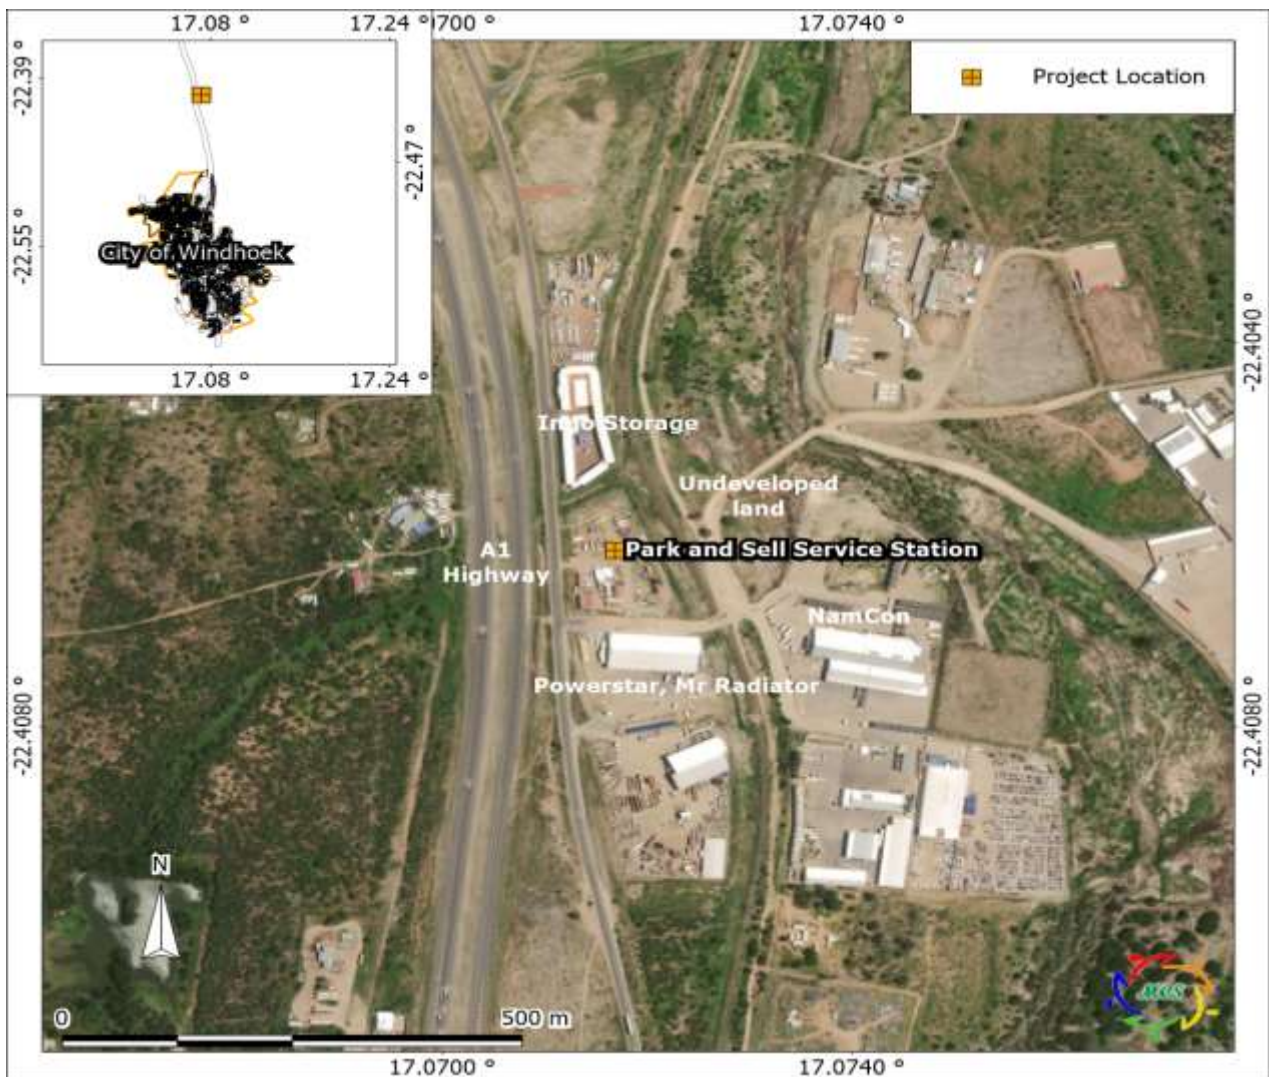 17.08 ° 17.24 °
17.0700 ° 17.0740 °
-22.39 °
-22.47 °
-22.55 °
City of Windhoek
17.08 ° 17.24 °
Project Location
-22.4040 °
Storage
Undeveloped
land
Park and Sell Service Station
A1
Highway
NamCon
Powerstar, Mr Radiator
-22.4080 °
-22.4080 °
N
0 500 m
17.0700 ° 17.0740 °